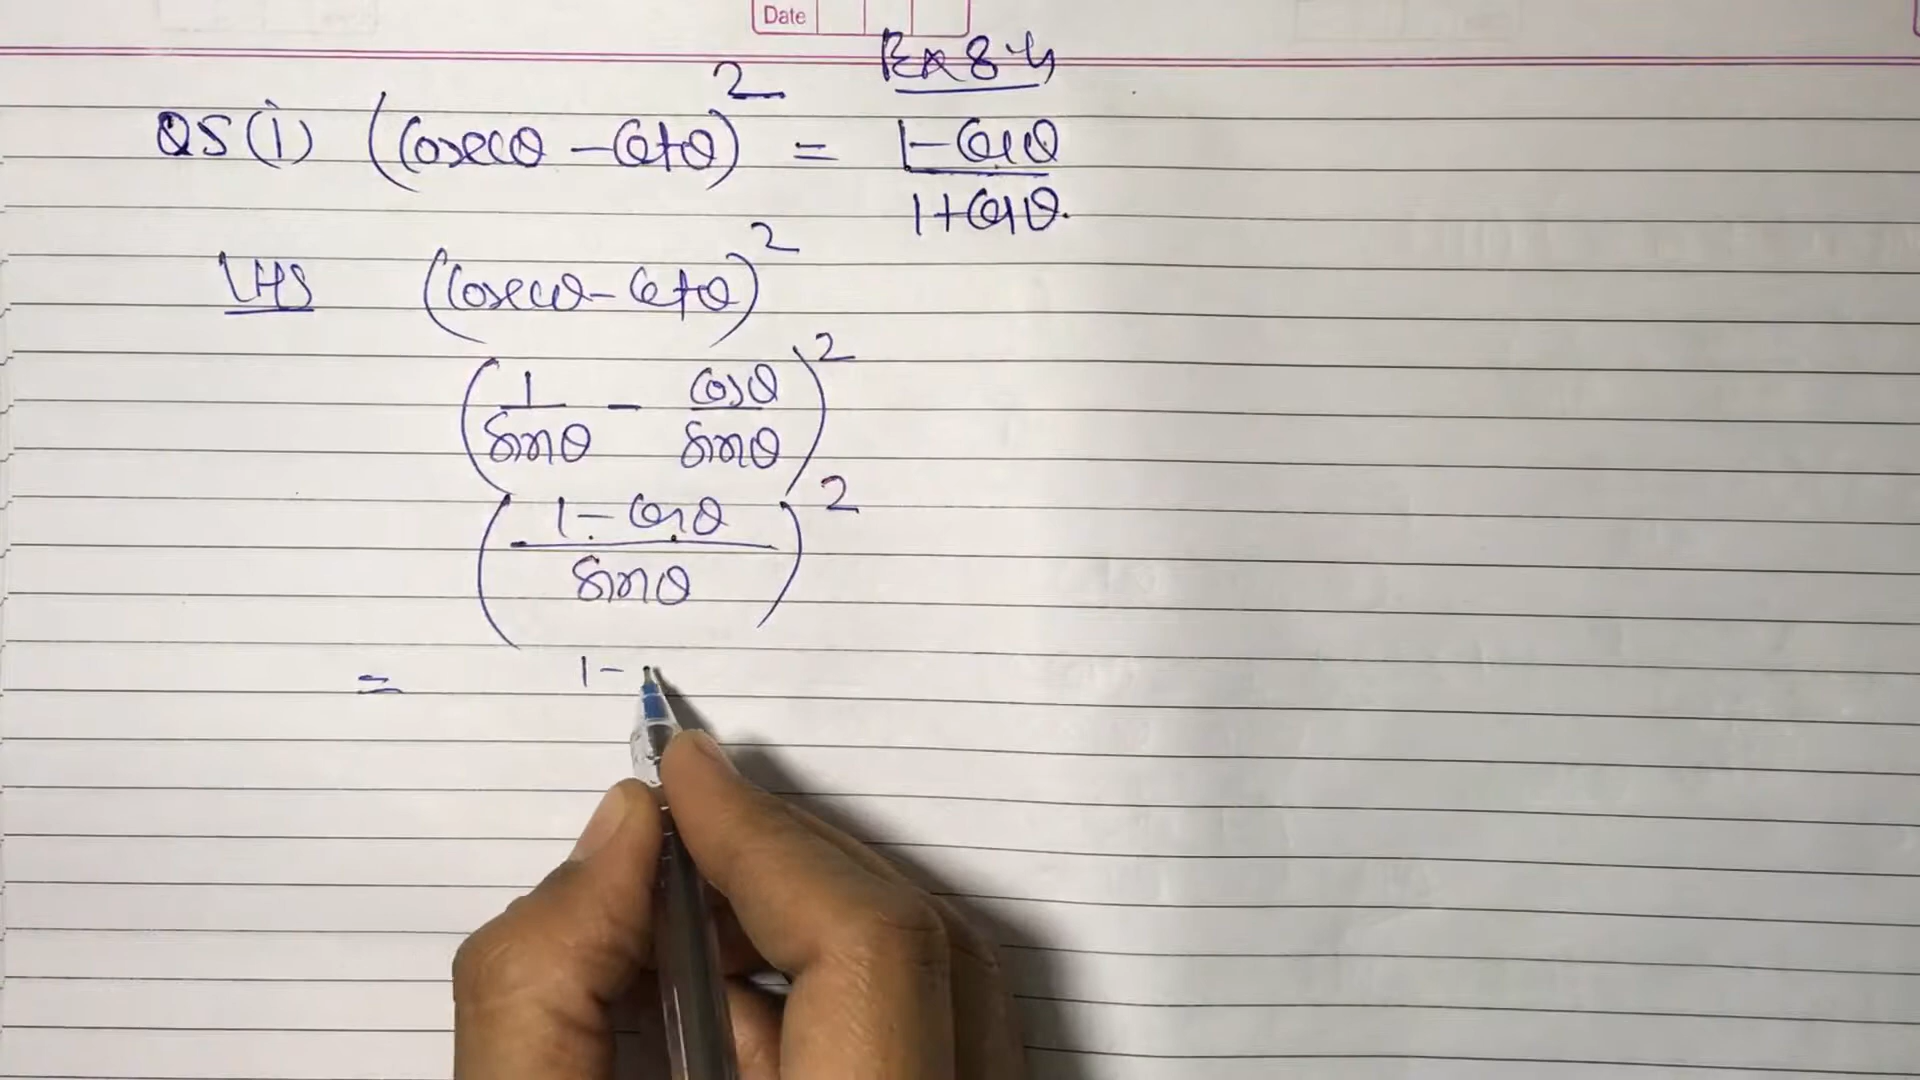 Date
Ex 8.4
Q5 (i) (Cosecθ - Cotθ)² = 1-Cosθ / 1+Cosθ.
LHS (Cosecθ - Cotθ)²
(1/sinθ - Cosθ/sinθ)²
(1-Cosθ / sinθ)²
= 1-